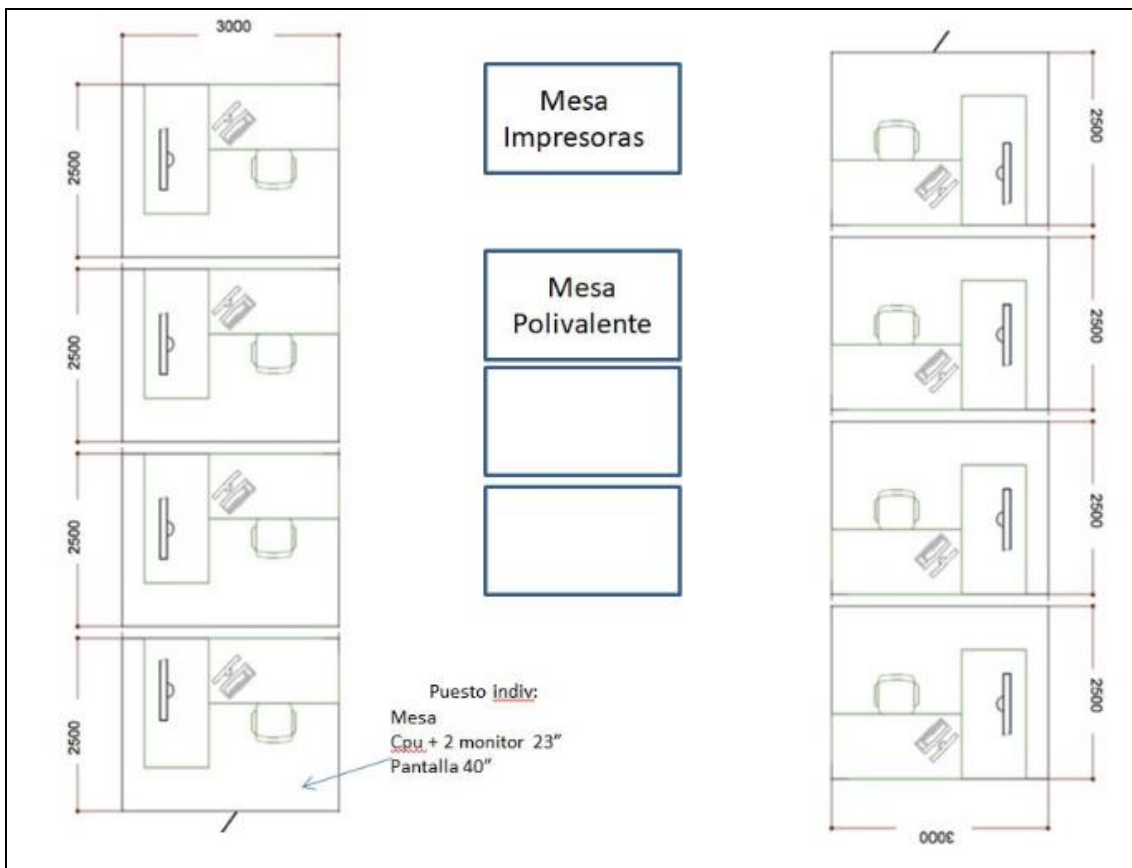 3000
2500
2500
2500
2500
Mesa
Impresoras
Mesa
Polivalente
Puesto indiv:
Mesa
Cpu + 2 monitor 23”
Pantalla 40”
2500
2500
2500
2500
3000